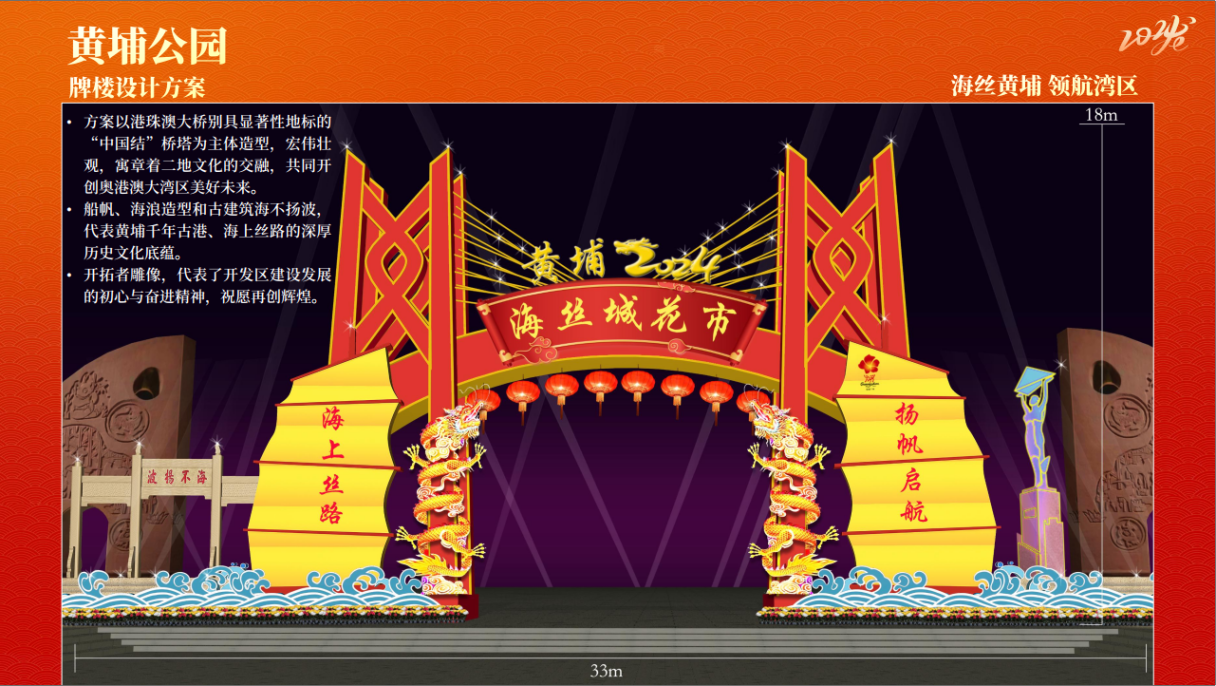 黄埔公园
牌楼设计方案
2024
海丝黄埔 领航湾区
• 方案以港珠澳大桥别具显著性地标的
“中国结”桥塔为主体造型，宏伟壮
观，寓章着二地文化的交融，共同开
创奥港澳大湾区美好未来。
• 船帆、海浪造型和古建筑海不扬波，
代表黄埔千年古港、海上丝路的深厚
历史文化底蕴。
• 开拓者雕像，代表了开发区建设发展
的初心与奋进精神，祝愿再创辉煌。
18m
黄埔2024
海丝城花市
海上丝路
扬帆启航
波揚不海
33m